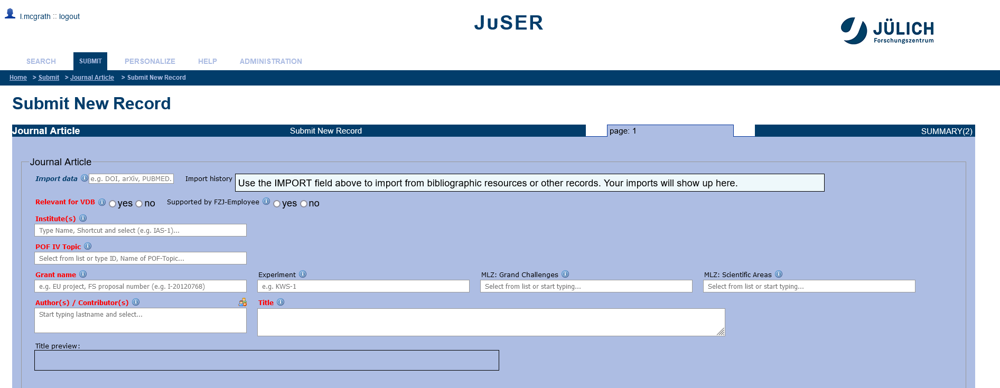 l.mcgrath :: logout
JuSER
JÜLICH
Forschungszentrum
SEARCH SUBMIT PERSONALIZE HELP ADMINISTRATION
Home > Submit > Journal Article > Submit New Record
Submit New Record
Journal Article Submit New Record page: 1 SUMMARY(2)
Journal Article
Import data e.g. DOI, arXiv, PUBMED. Import history Use the IMPORT field above to import from bibliographic resources or other records. Your imports will show up here.
Relevant for VDB yes no Supported by FZJ-Employee yes no
Institute(s)
Type Name, Shortcut and select (e.g. IAS-1)...
POF IV Topic
Select from list or type ID, Name of POF-Topic...
Grant name Experiment MLZ: Grand Challenges MLZ: Scientific Areas
e.g. EU project, FS proposal number (e.g. I-20120768) e.g. KWS-1 Select from list or start typing... Select from list or start typing...
Author(s) / Contributor(s) Title
Start typing lastname and select...
Title preview: